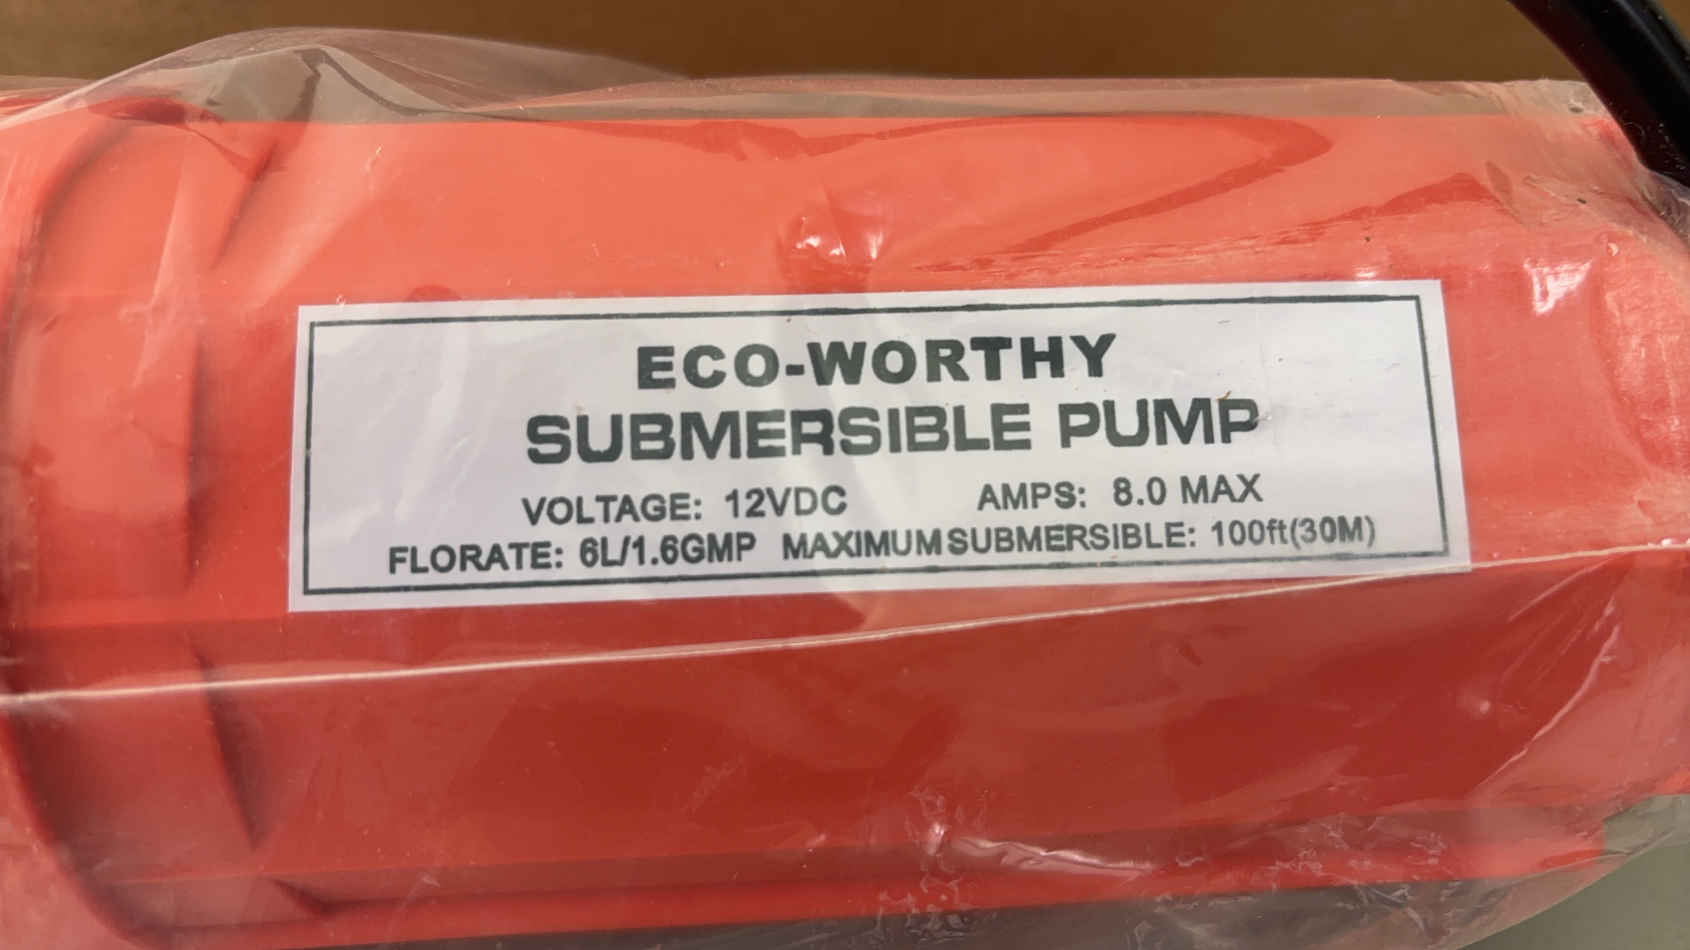 ECO-WORTHY
SUBMERSIBLE PUMP
VOLTAGE: 12VDC AMPS: 8.0 MAX
FLORATE: 6L/1.6GMP MAXIMUM SUBMERSIBLE: 100ft(30M)